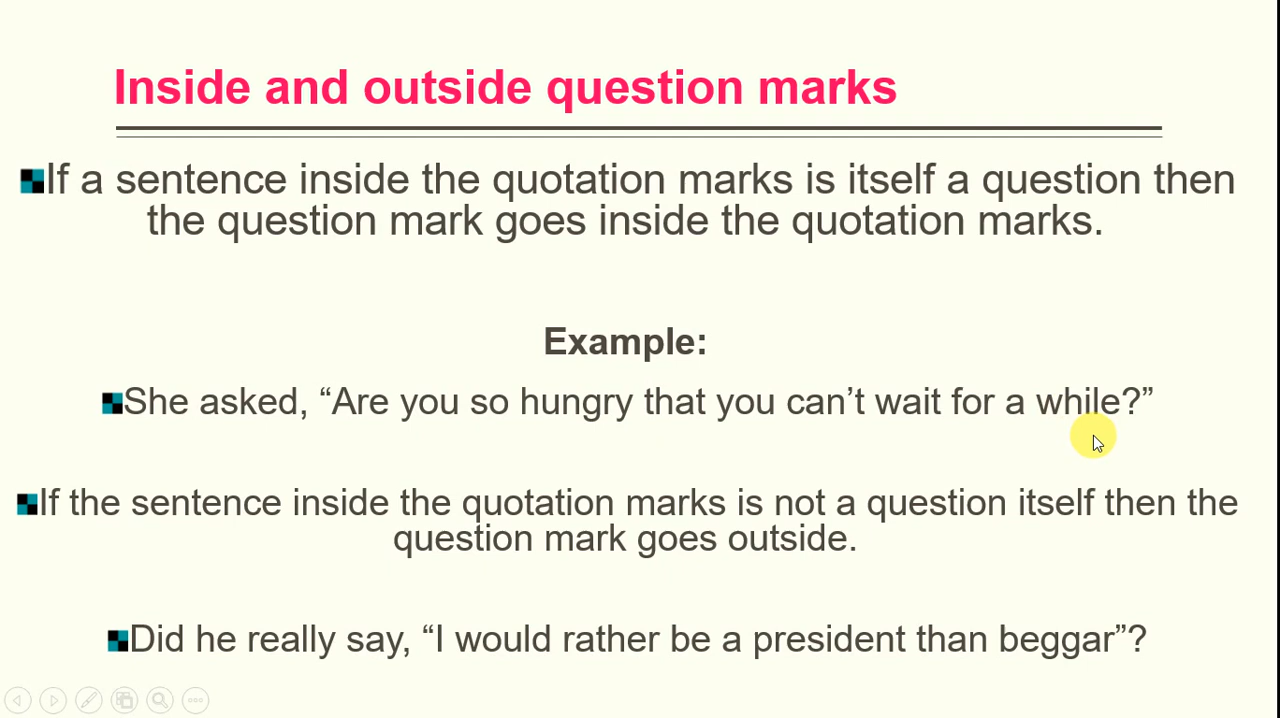 Inside and outside question marks
If a sentence inside the quotation marks is itself a question then
the question mark goes inside the quotation marks.
Example:
She asked, “Are you so hungry that you can’t wait for a while?”
If the sentence inside the quotation marks is not a question itself then the
question mark goes outside.
Did he really say, “I would rather be a president than beggar”?